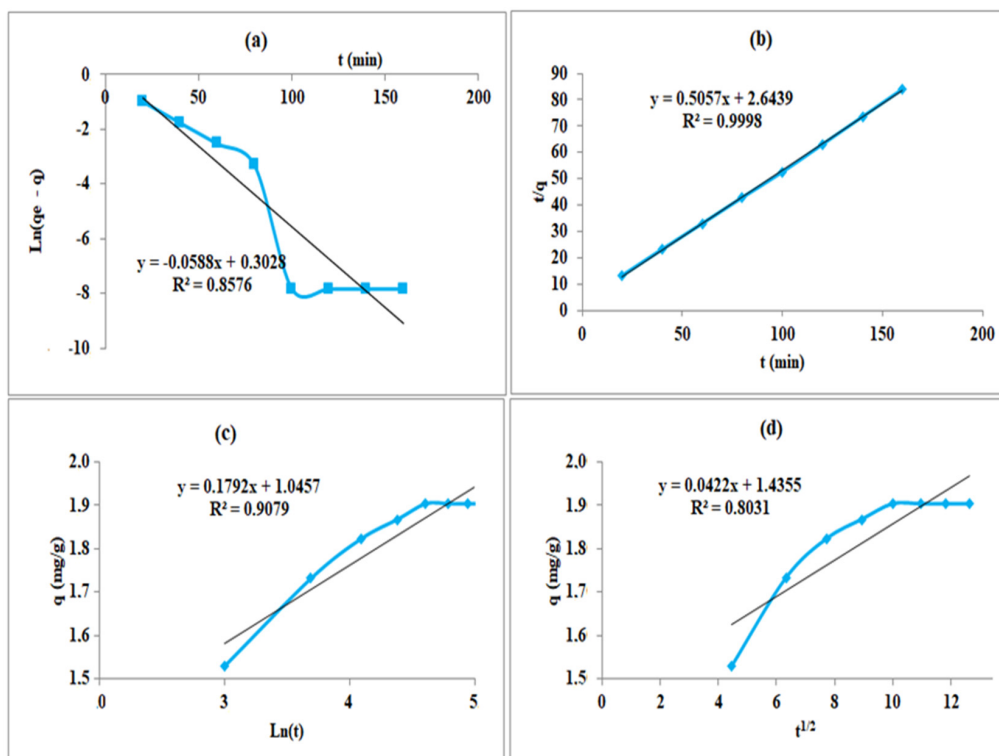 (a)
t (min)
0
0 50 100 150 200
-2
-4
-6
-8
-10
Ln(qe - q)
y = -0.0588x + 0.3028
R² = 0.8576
(b)
90
80
70
60
50
40
30
20
10
0
t/q
y = 0.5057x + 2.6439
R² = 0.9998
0 50 100 150 200
t (min)
(c)
2.0
1.9
1.8
1.7
1.6
1.5
q (mg/g)
y = 0.1792x + 1.0457
R² = 0.9079
.0 3 4 5
Ln(t)
(d)
2.0
1.9
1.8
1.7
1.6
1.5
q (mg/g)
y = 0.0422x + 1.4355
R² = 0.8031
0 2 4 6 8 10 12
t^1/2